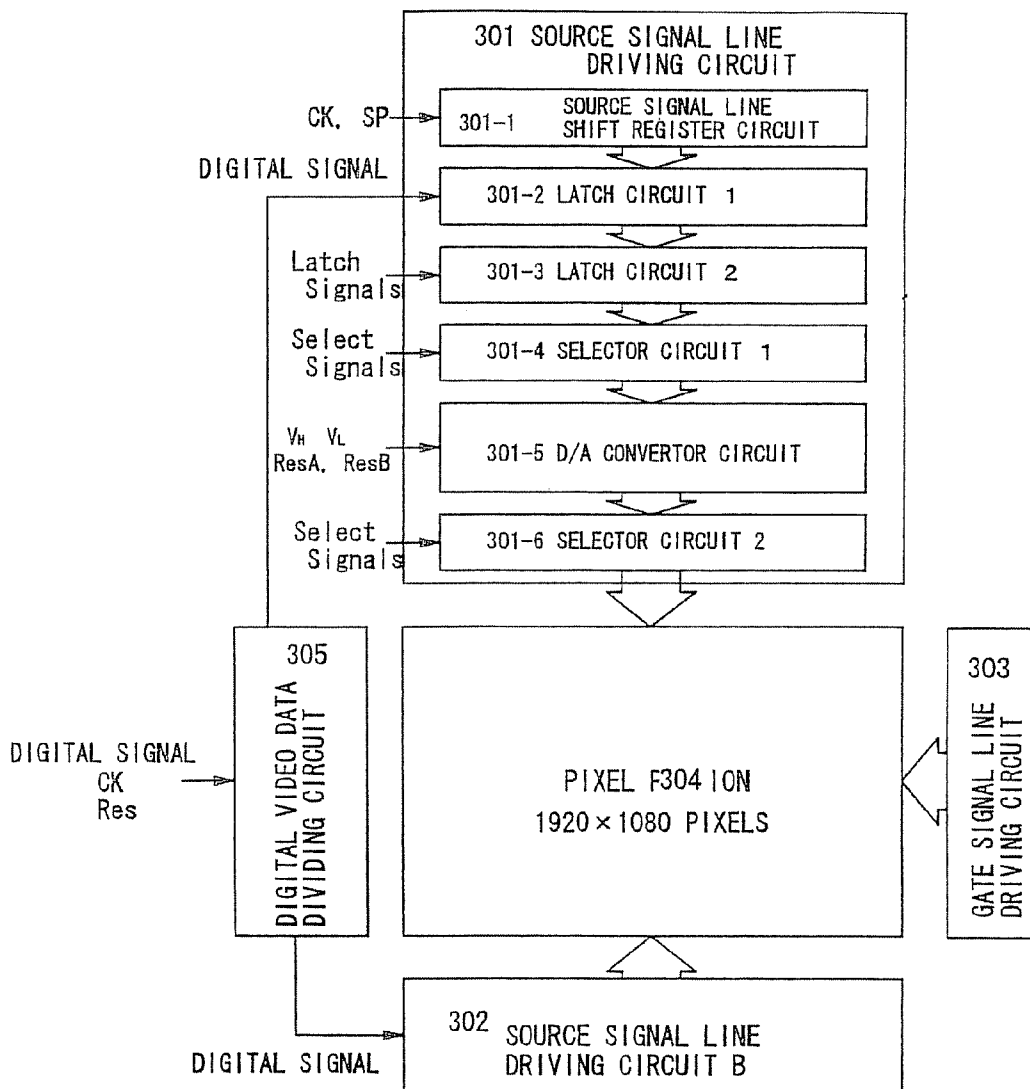 301 SOURCE SIGNAL LINE
DRIVING CIRCUIT
CK, SP
301-1 SOURCE SIGNAL LINE
SHIFT REGISTER CIRCUIT
DIGITAL SIGNAL
301-2 LATCH CIRCUIT 1
Latch
Signals
301-3 LATCH CIRCUIT 2
Select
Signals
301-4 SELECTOR CIRCUIT 1
VH VL
ResA, ResB
301-5 D/A CONVERTOR CIRCUIT
Select
Signals
301-6 SELECTOR CIRCUIT 2
305
DIGITAL VIDEO DATA
DIVIDING CIRCUIT
DIGITAL SIGNAL
CK
Res
PIXEL F304ION
1920×1080 PIXELS
303
GATE SIGNAL LINE
DRIVING CIRCUIT
302 SOURCE SIGNAL LINE
DRIVING CIRCUIT B
DIGITAL SIGNAL